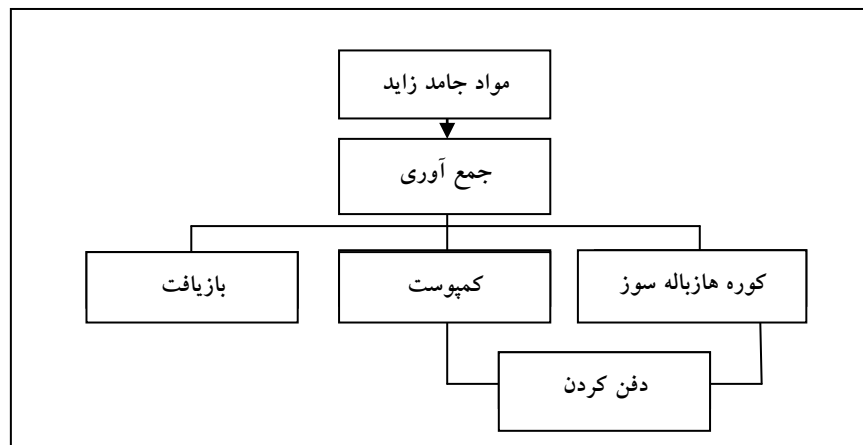 مواد جامد زاید
جمع آوری
کوره هازباله سوز
کمپوست
بازیافت
دفن کردن